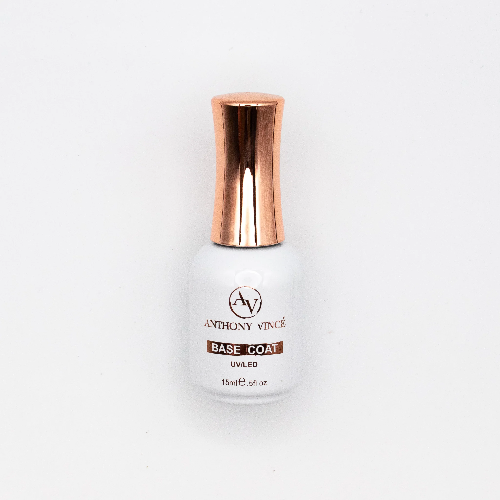 AV
ANTHONY VINCÉ
BASE COAT
UV/LED
15ml ℮ .5fl.oz